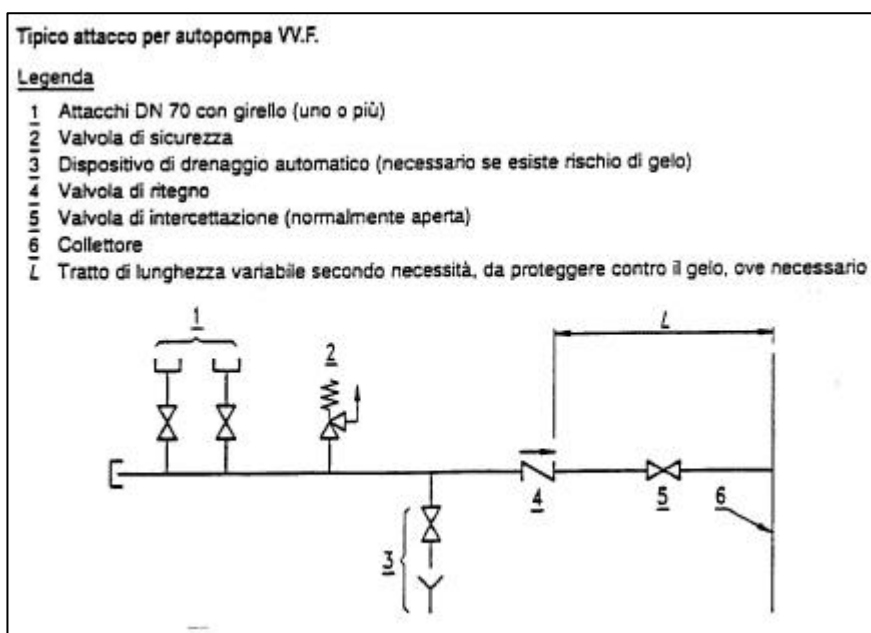 Tipico attacco per autopompa VV.F.
Legenda
1 Attacchi DN 70 con girello (uno o più)
2 Valvola di sicurezza
3 Dispositivo di drenaggio automatico (necessario se esiste rischio di gelo)
4 Valvola di ritegno
5 Valvola di intercettazione (normalmente aperta)
6 Collettore
L Tratto di lunghezza variabile secondo necessità, da proteggere contro il gelo, ove necessario
1
2
L
4
5
6
3